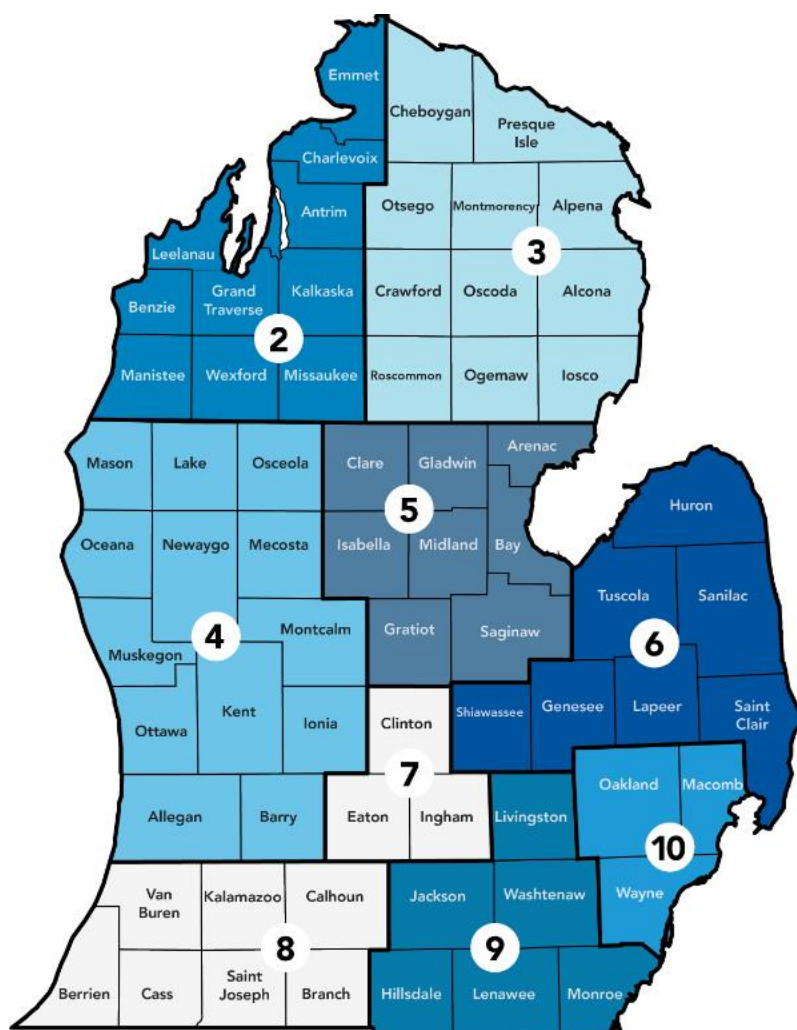 Emmet
Cheboygan
Presque
Isle
Charlevoix
Antrim
Otsego
Montmorency
Alpena
Leelanau
3
Benzie
Grand
Traverse
Kalkaska
Crawford
Oscoda
Alcona
2
Manistee
Wexford
Missaukee
Roscommon
Ogemaw
Iosco
Mason
Lake
Osceola
Clare
Gladwin
Arenac
5
Huron
Oceana
Newaygo
Mecosta
Isabella
Midland
Bay
Tuscola
Sanilac
4
Montcalm
Gratiot
Saginaw
6
Muskegon
Kent
Ionia
Ottawa
Clinton
Shiawassee
Genesee
Lapeer
Saint
Clair
7
Oakland
Macomb
Allegan
Barry
Eaton
Ingham
Livingston
10
Van
Buren
Kalamazoo
Calhoun
Jackson
Washtenaw
Wayne
8
9
Berrien
Cass
Saint
Joseph
Branch
Hillsdale
Lenawee
Monroe